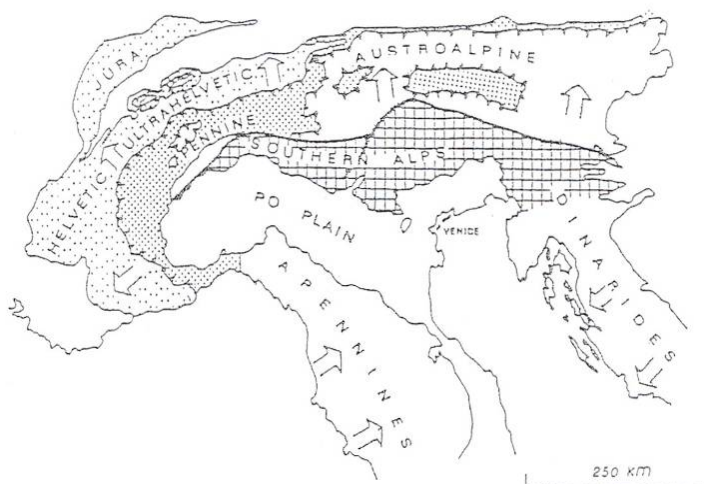 JURA
AUSTROALPINE
HELVETIC ULTRAHELVETIC
PENNINE
SOUTHERN ALPS
PO PLAIN
VENICE
DINARIDES
APENNINES
250 KM